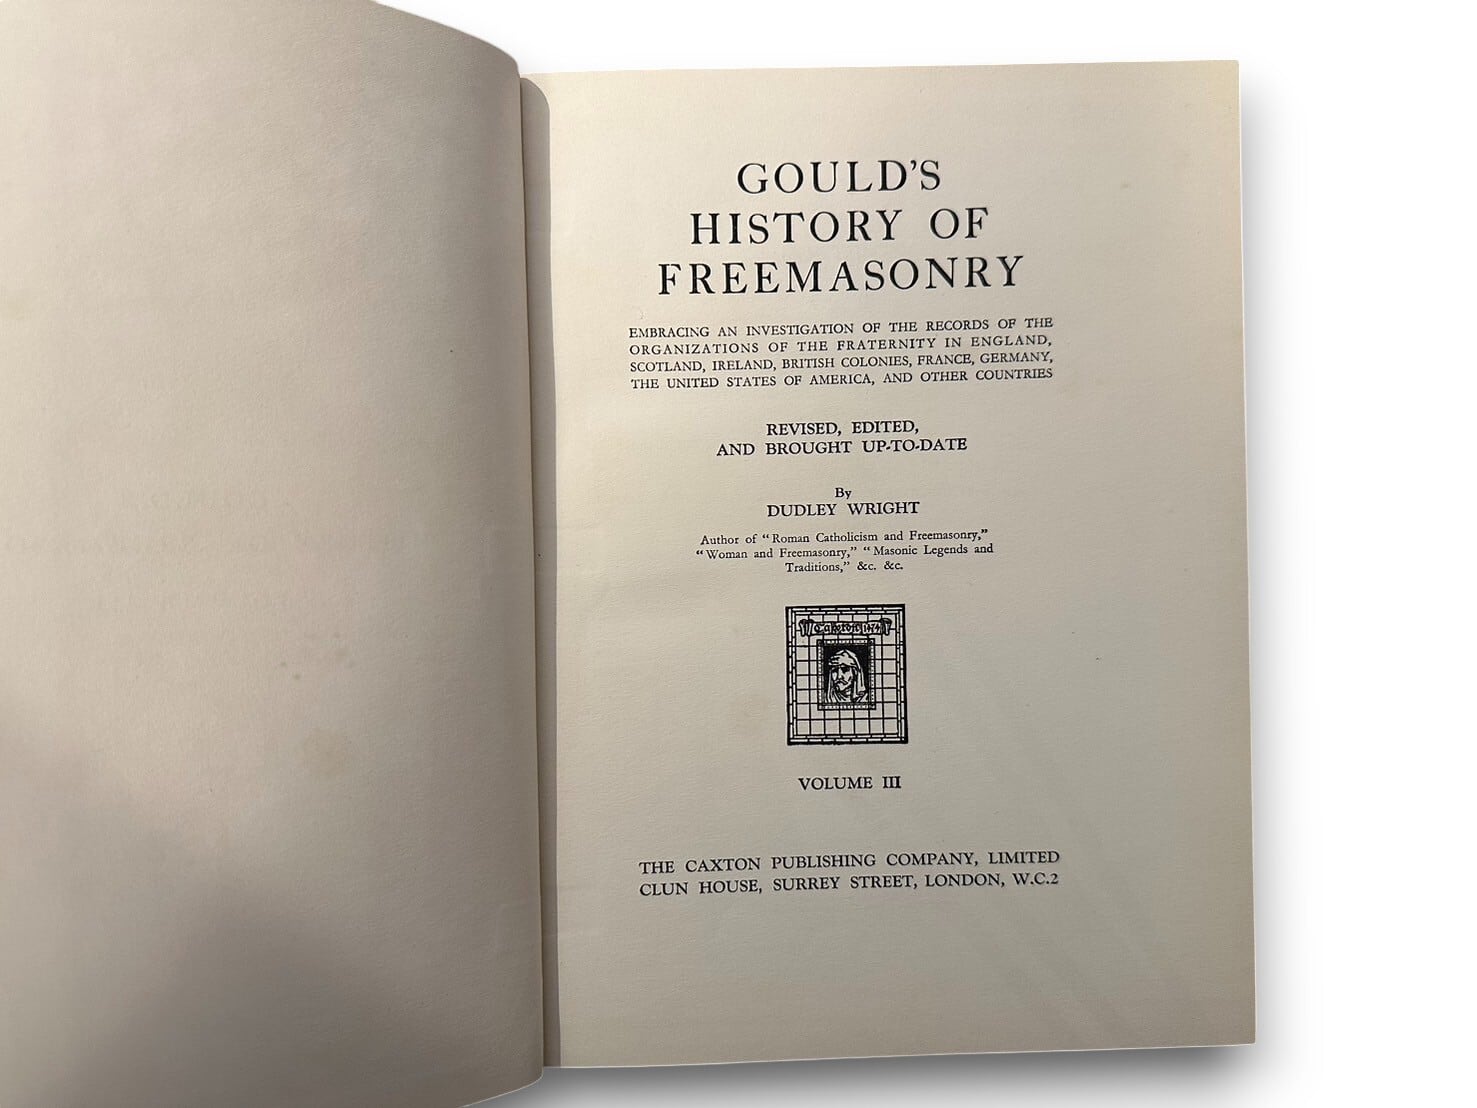 GOULD'S
HISTORY OF
FREEMASONRY
EMBRACING AN INVESTIGATION OF THE RECORDS OF THE
ORGANIZATIONS OF THE FRATERNITY IN ENGLAND,
SCOTLAND, IRELAND, BRITISH COLONIES, FRANCE, GERMANY,
THE UNITED STATES OF AMERICA, AND OTHER COUNTRIES
REVISED, EDITED,
AND BROUGHT UP-TO-DATE
By
DUDLEY WRIGHT
Author of “Roman Catholicism and Freemasonry,”
“Woman and Freemasonry,” “Masonic Legends and
Traditions,” &c. &c.
Caxton 1474
VOLUME III
THE CAXTON PUBLISHING COMPANY, LIMITED
CLUN HOUSE, SURREY STREET, LONDON, W.C.2